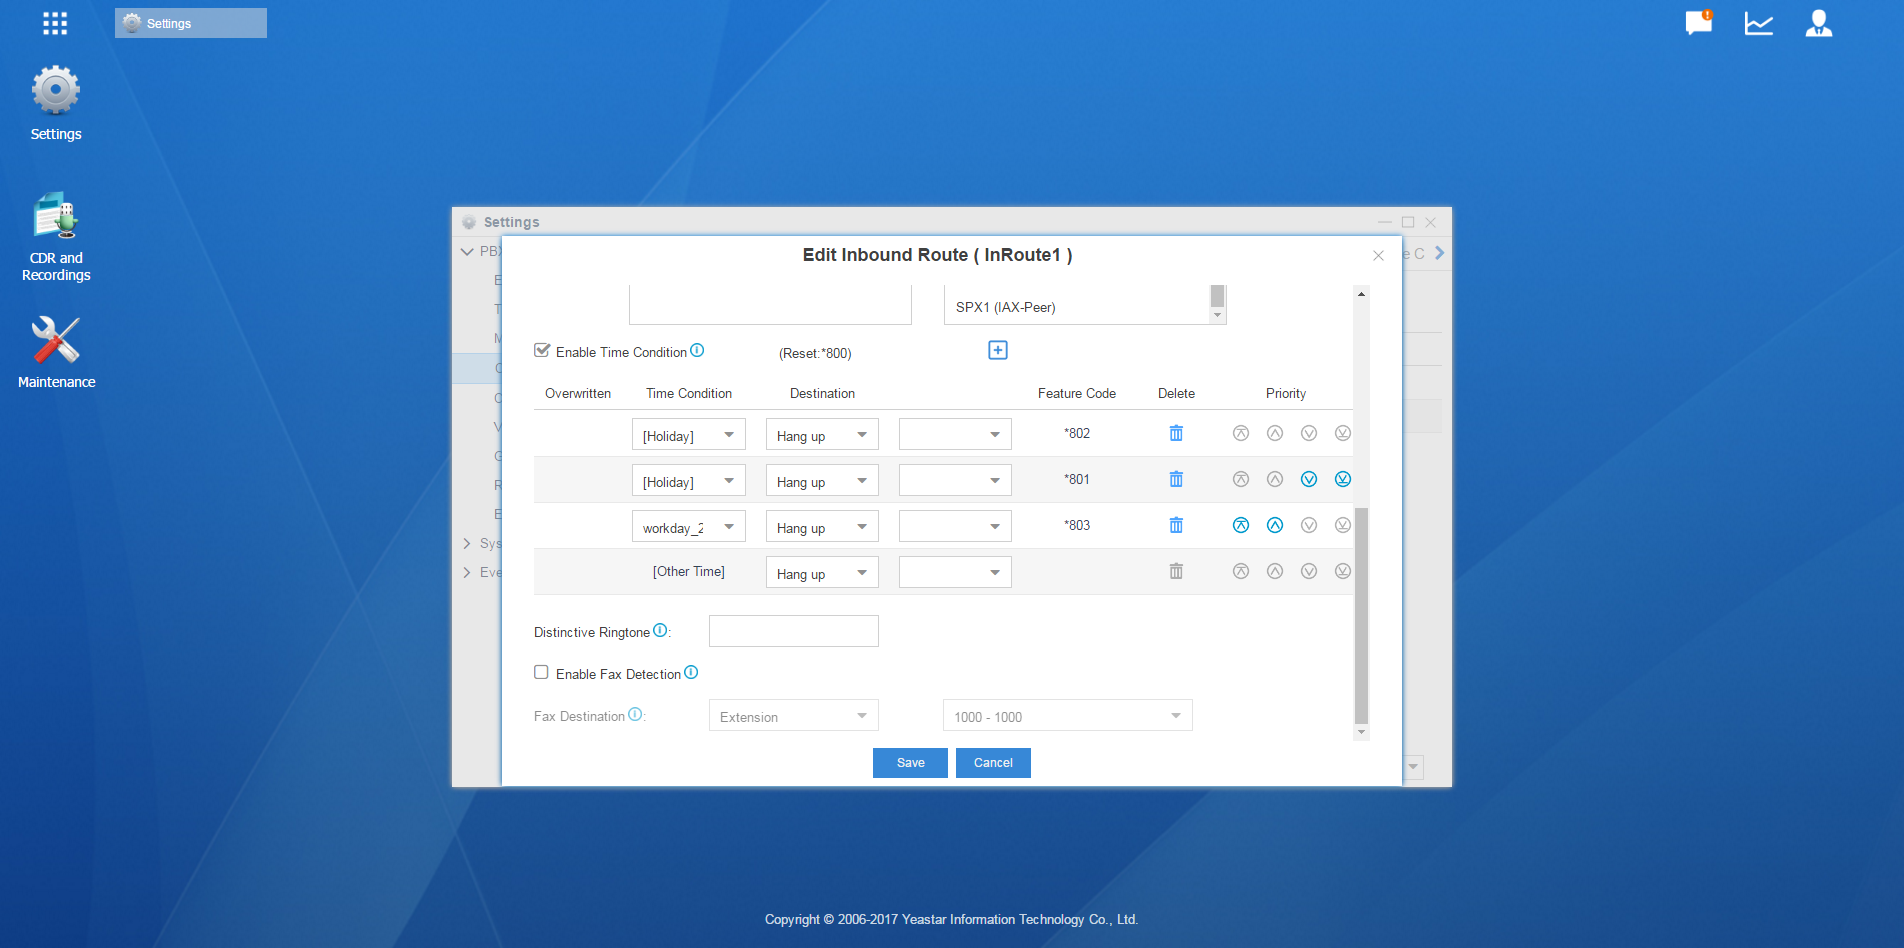 Settings
Settings
CDR and
Recordings
Maintenance
Settings
PBX
Edit Inbound Route ( InRoute1 )
e C
SPX1 (IAX-Peer)
Enable Time Condition (Reset:*800)
Overwritten Time Condition Destination Feature Code Delete Priority
[Holiday] Hang up *802
[Holiday] Hang up *801
workday_2 Hang up *803
[Other Time] Hang up
Sys
Eve
Distinctive Ringtone :
Enable Fax Detection
Fax Destination : Extension 1000 - 1000
Save Cancel
Copyright © 2006-2017 Yeastar Information Technology Co., Ltd.